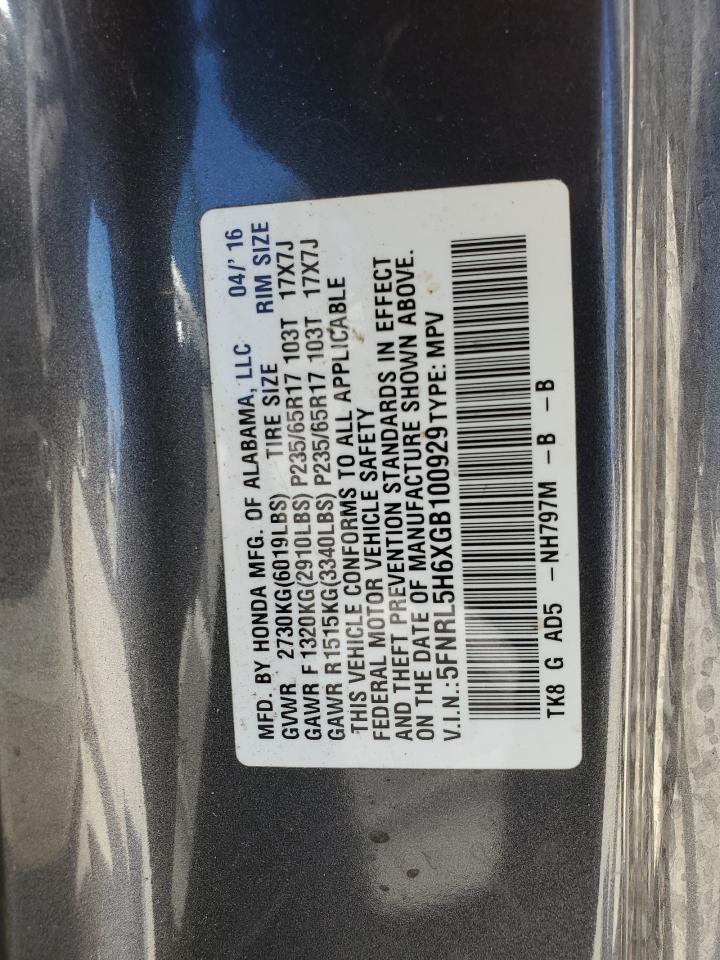 MFD. BY HONDA MFG. OF ALABAMA, LLC 04/'16
GVWR 2730KG(6019LBS) TIRE SIZE RIM SIZE
GAWR F 1320KG(2910LBS) P235/65R17 103T 17X7J
GAWR R1515KG(3340LBS) P235/65R17 103T 17X7J
THIS VEHICLE CONFORMS TO ALL APPLICABLE
FEDERAL MOTOR VEHICLE SAFETY
AND THEFT PREVENTION STANDARDS IN EFFECT
ON THE DATE OF MANUFACTURE SHOWN ABOVE.
V.I.N.:5FNRL5H6XGB100929 TYPE: MPV
TK8 G AD5 -NH797M -B -B